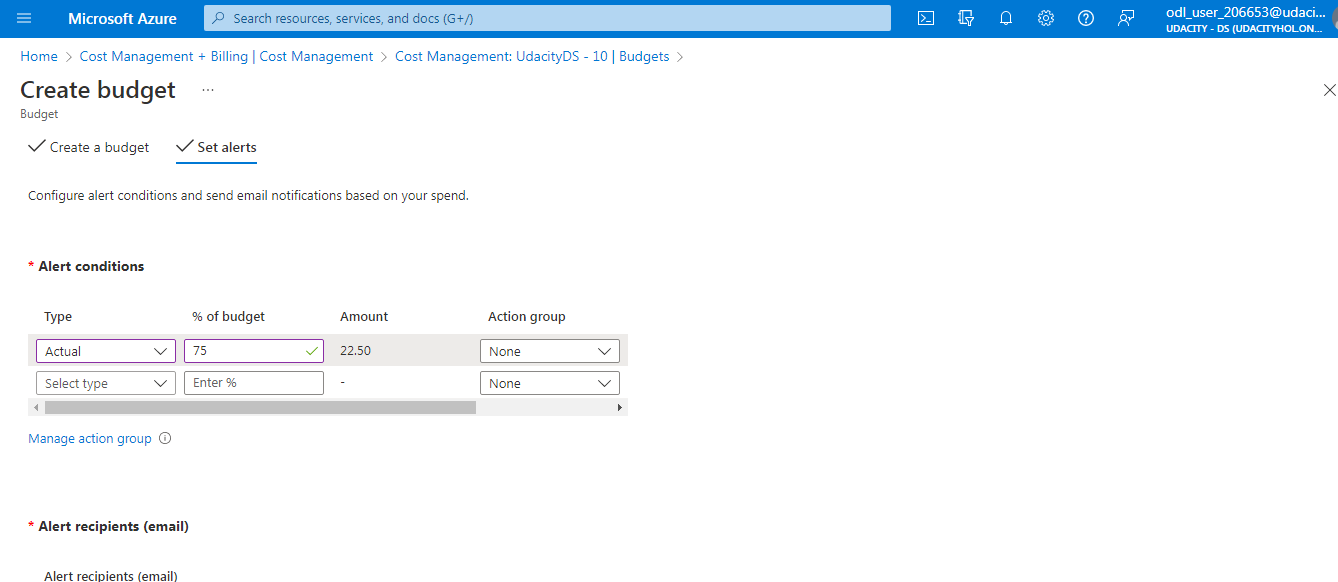 Microsoft Azure
Search resources, services, and docs (G+/)
odl_user_206653@udaci...
UDACITY - DS (UDACITYHOL.ON...
Home > Cost Management + Billing | Cost Management > Cost Management: UdacityDS - 10 | Budgets >
Create budget ...
Budget
Create a budget
Set alerts
Configure alert conditions and send email notifications based on your spend.
* Alert conditions
Type % of budget Amount Action group
Actual 75 22.50 None
Select type Enter % - None
Manage action group
* Alert recipients (email)
Alert recipients (email)